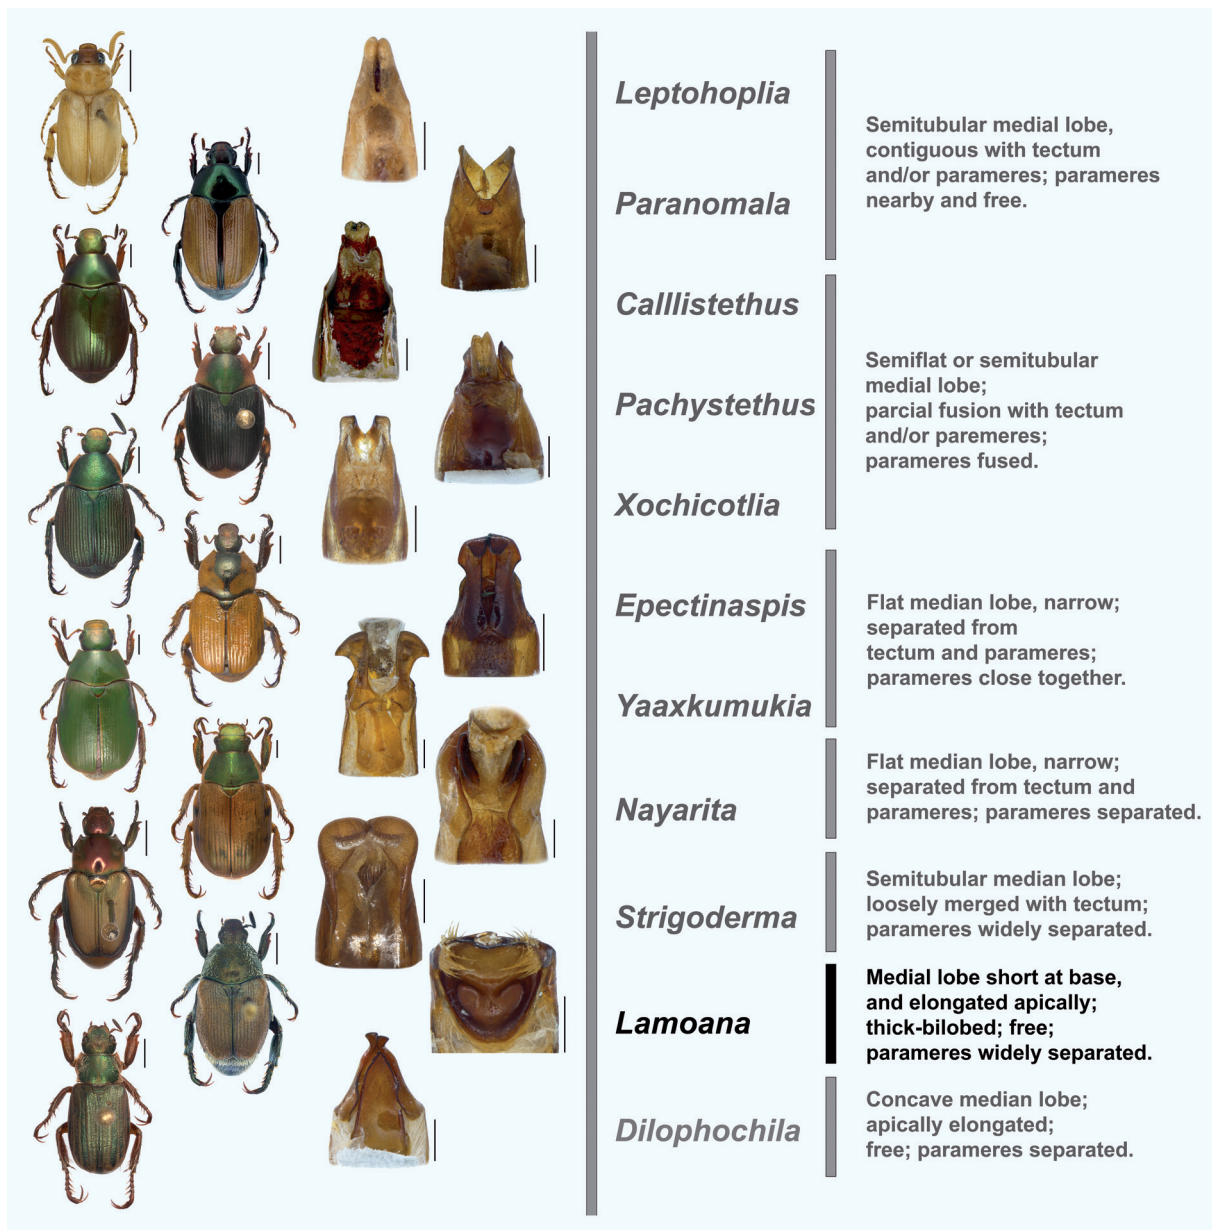 Leptohoplia
Semitubular medial lobe,
contiguous with tectum
and/or parameres; parameres
nearby and free.
Paranomala
Calllistethus
Pachystethus
Semiflat or semitubular
medial lobe;
parcial fusion with tectum
and/or paremeres;
parameres fused.
Xochicotlia
Epectinaspis
Flat median lobe, narrow;
separated from
tectum and parameres;
parameres close together.
Yaaxkumukia
Nayarita
Flat median lobe, narrow;
separated from tectum and
parameres; parameres separated.
Strigoderma
Semitubular median lobe;
loosely merged with tectum;
parameres widely separated.
Lamoana
Medial lobe short at base,
and elongated apically;
thick-bilobed; free;
parameres widely separated.
Dilophochila
Concave median lobe;
apically elongated;
free; parameres separated.